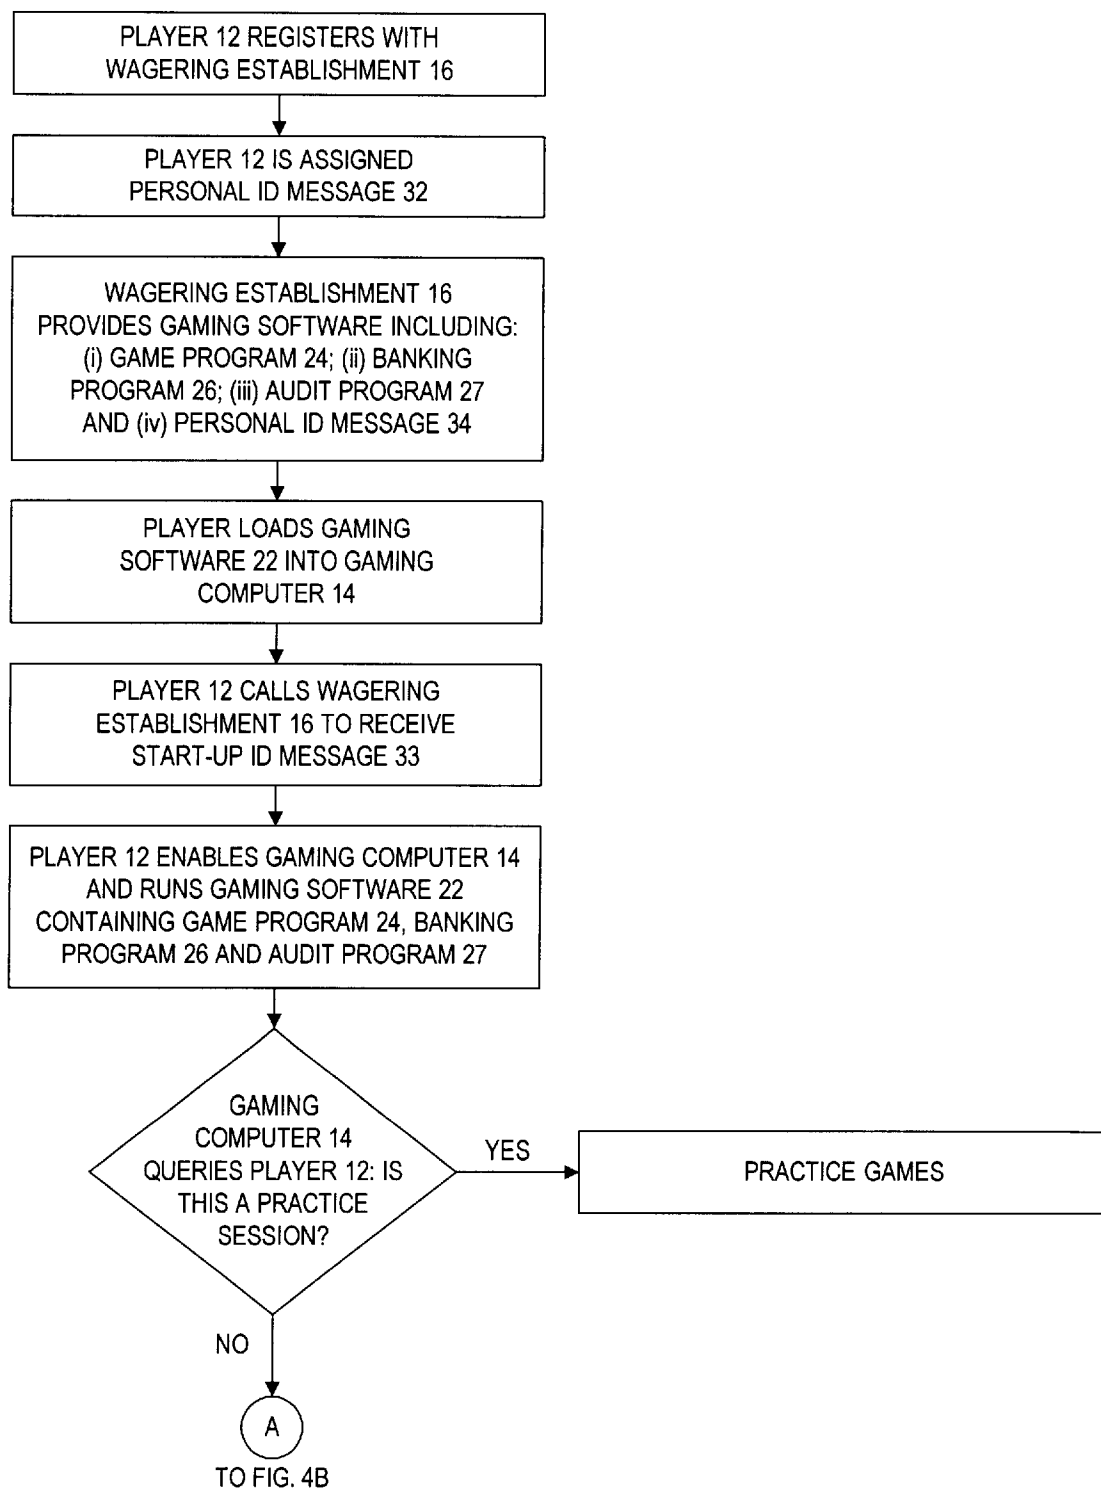 PLAYER 12 REGISTERS WITH
WAGERING ESTABLISHMENT 16
PLAYER 12 IS ASSIGNED
PERSONAL ID MESSAGE 32
WAGERING ESTABLISHMENT 16
PROVIDES GAMING SOFTWARE INCLUDING:
(i) GAME PROGRAM 24; (ii) BANKING
PROGRAM 26; (iii) AUDIT PROGRAM 27
AND (iv) PERSONAL ID MESSAGE 34
PLAYER LOADS GAMING
SOFTWARE 22 INTO GAMING
COMPUTER 14
PLAYER 12 CALLS WAGERING
ESTABLISHMENT 16 TO RECEIVE
START-UP ID MESSAGE 33
PLAYER 12 ENABLES GAMING COMPUTER 14
AND RUNS GAMING SOFTWARE 22
CONTAINING GAME PROGRAM 24, BANKING
PROGRAM 26 AND AUDIT PROGRAM 27
GAMING
COMPUTER 14
QUERIES PLAYER 12: IS
THIS A PRACTICE
SESSION?
YES
PRACTICE GAMES
NO
A
TO FIG. 4B